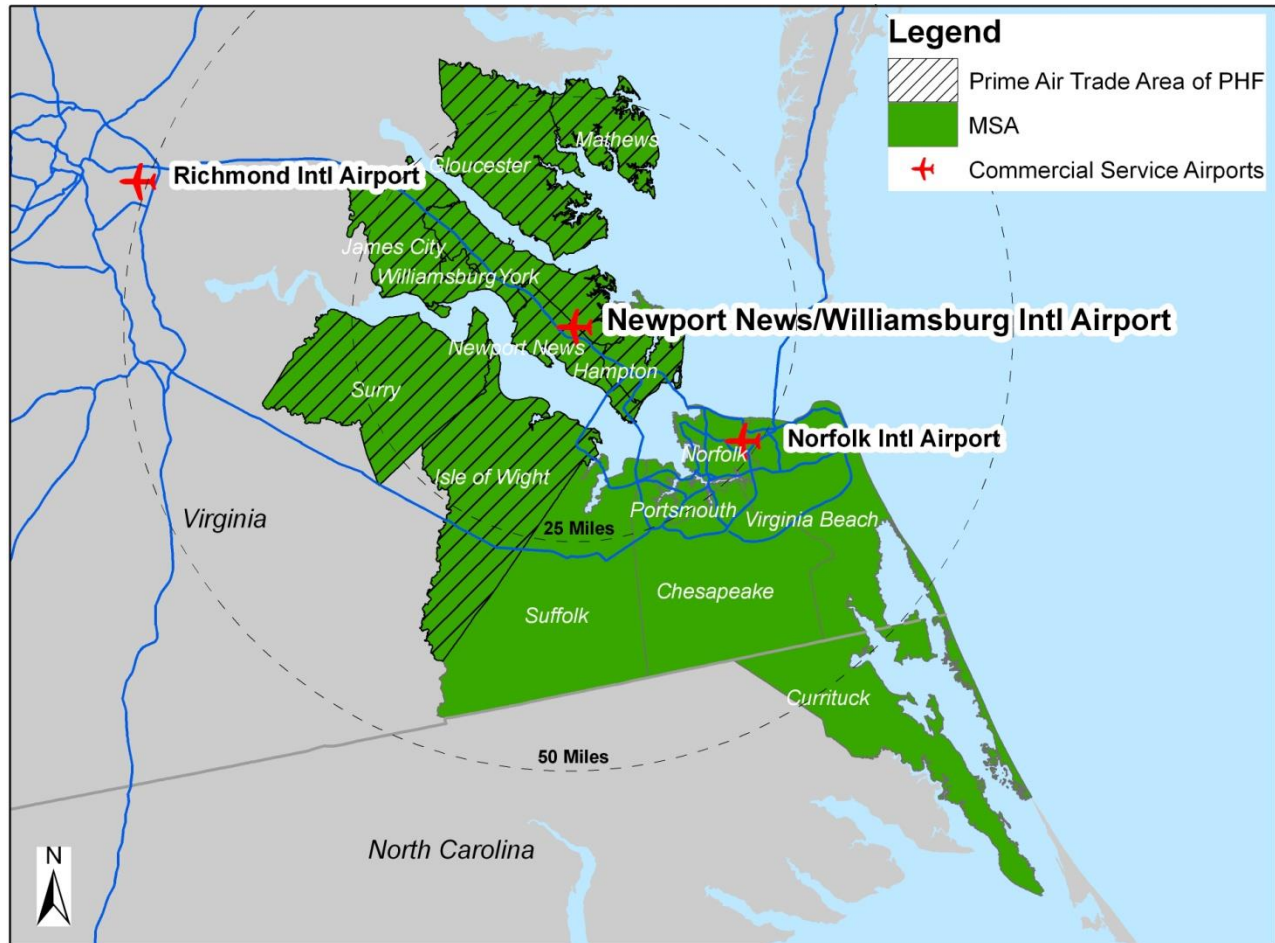 Legend
Prime Air Trade Area of PHF
MSA
Commercial Service Airports
Mathews
Gloucester
Richmond Intl Airport
James City
Williamsburg
York
Newport News/Williamsburg Intl Airport
Newport News
Hampton
Surry
Norfolk Intl Airport
Norfolk
Isle of Wight
Portsmouth
Virginia Beach
Virginia
25 Miles
Chesapeake
Suffolk
Currituck
50 Miles
North Carolina
N